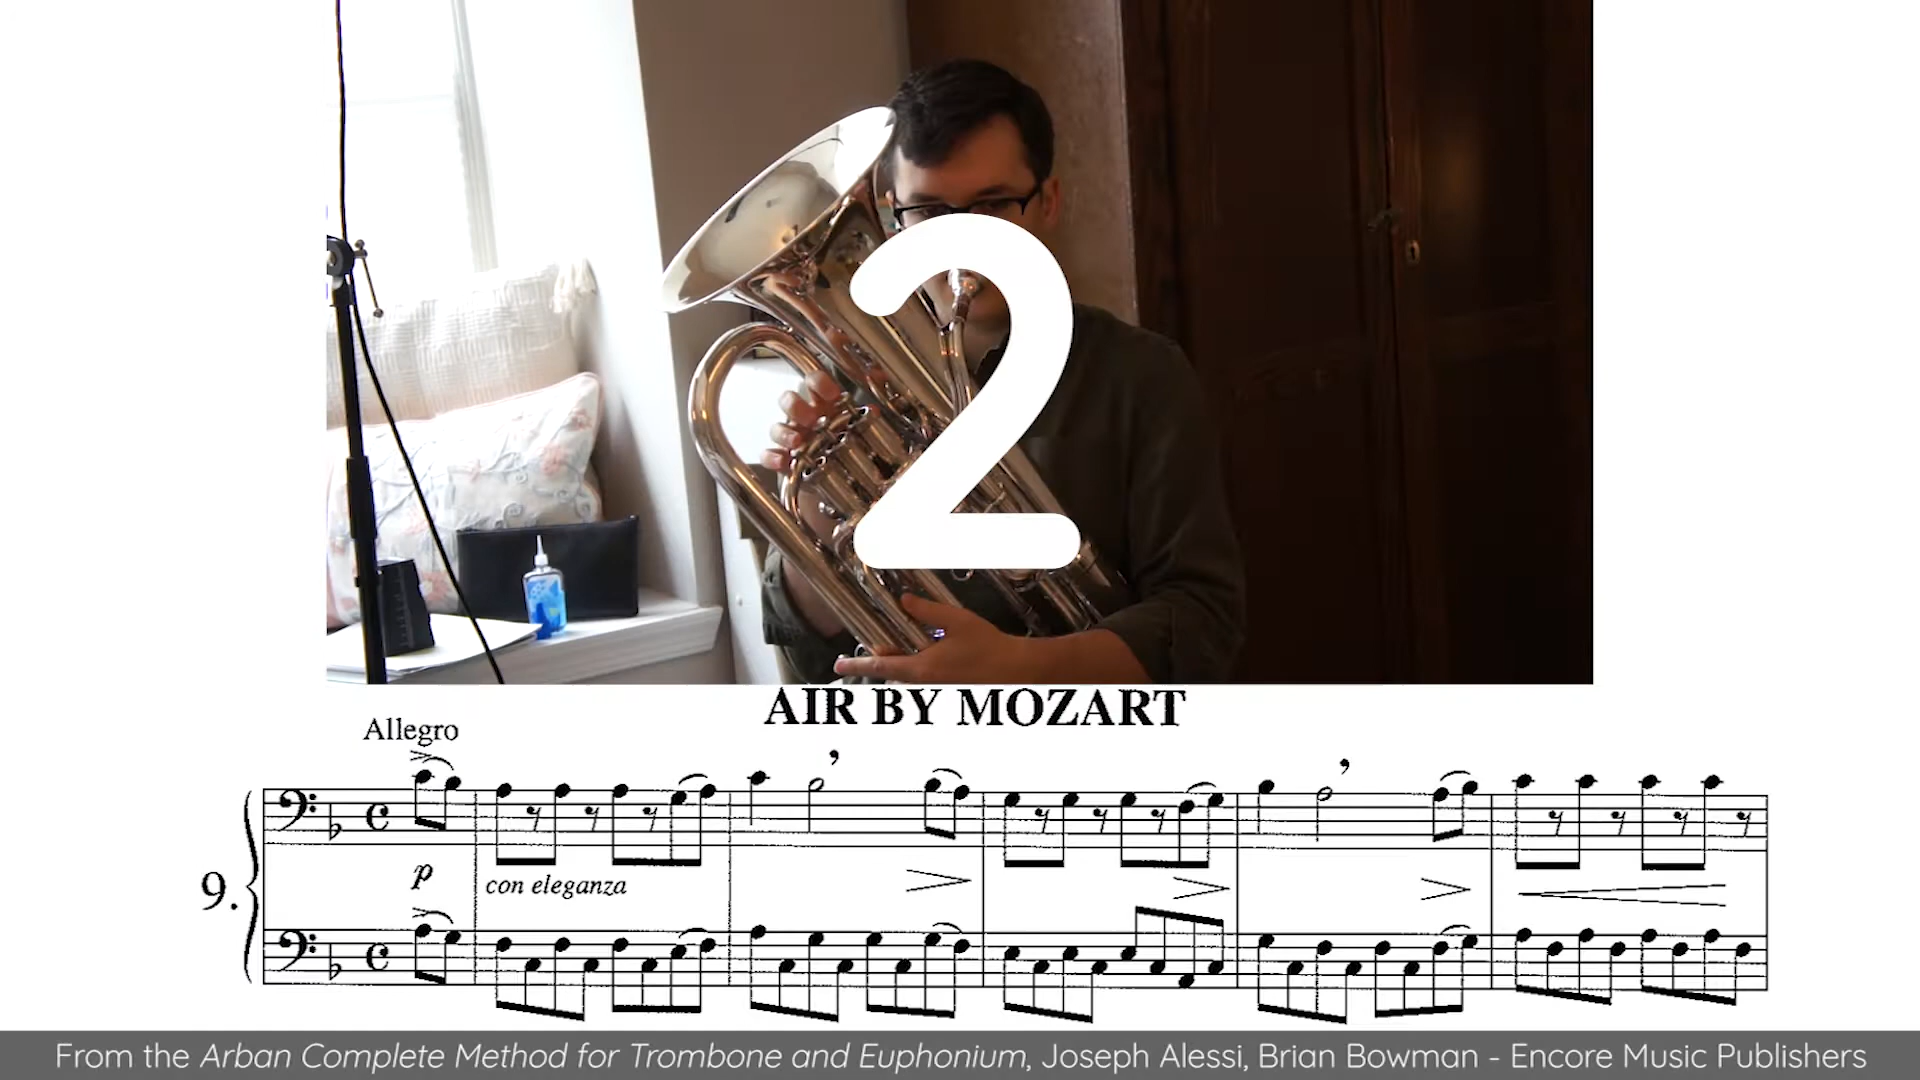 2
AIR BY MOZART
Allegro
9.
p
con eleganza
From the Arban Complete Method for Trombone and Euphonium, Joseph Alessi, Brian Bowman - Encore Music Publishers